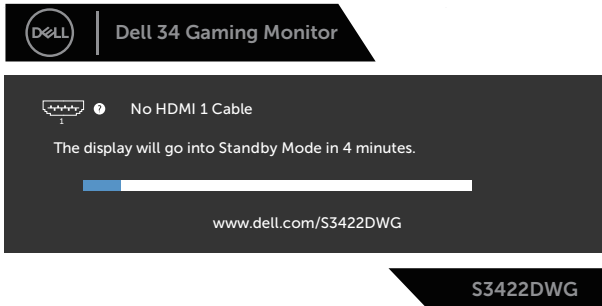 DELL
Dell 34 Gaming Monitor
?
No HDMI 1 Cable
1
The display will go into Standby Mode in 4 minutes.
www.dell.com/S3422DWG
S3422DWG